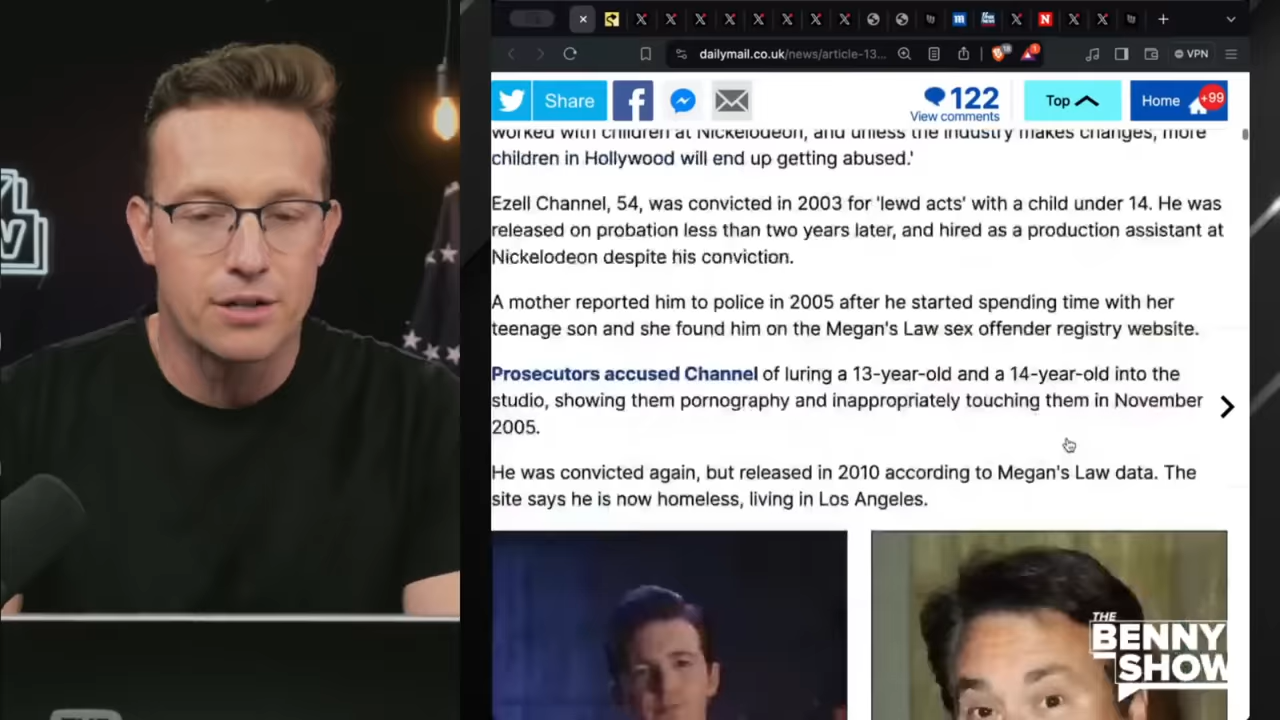 dailymail.co.uk/news/article-13...
VPN
Share
122
View comments
Top
Home
+99
worked with children at Nickelodeon, and unless the industry makes changes, more
children in Hollywood will end up getting abused.'
Ezell Channel, 54, was convicted in 2003 for 'lewd acts' with a child under 14. He was
released on probation less than two years later, and hired as a production assistant at
Nickelodeon despite his conviction.
A mother reported him to police in 2005 after he started spending time with her
teenage son and she found him on the Megan's Law sex offender registry website.
Prosecutors accused Channel of luring a 13-year-old and a 14-year-old into the
studio, showing them pornography and inappropriately touching them in November
2005.
He was convicted again, but released in 2010 according to Megan's Law data. The
site says he is now homeless, living in Los Angeles.
THE
BENNY
SHOW